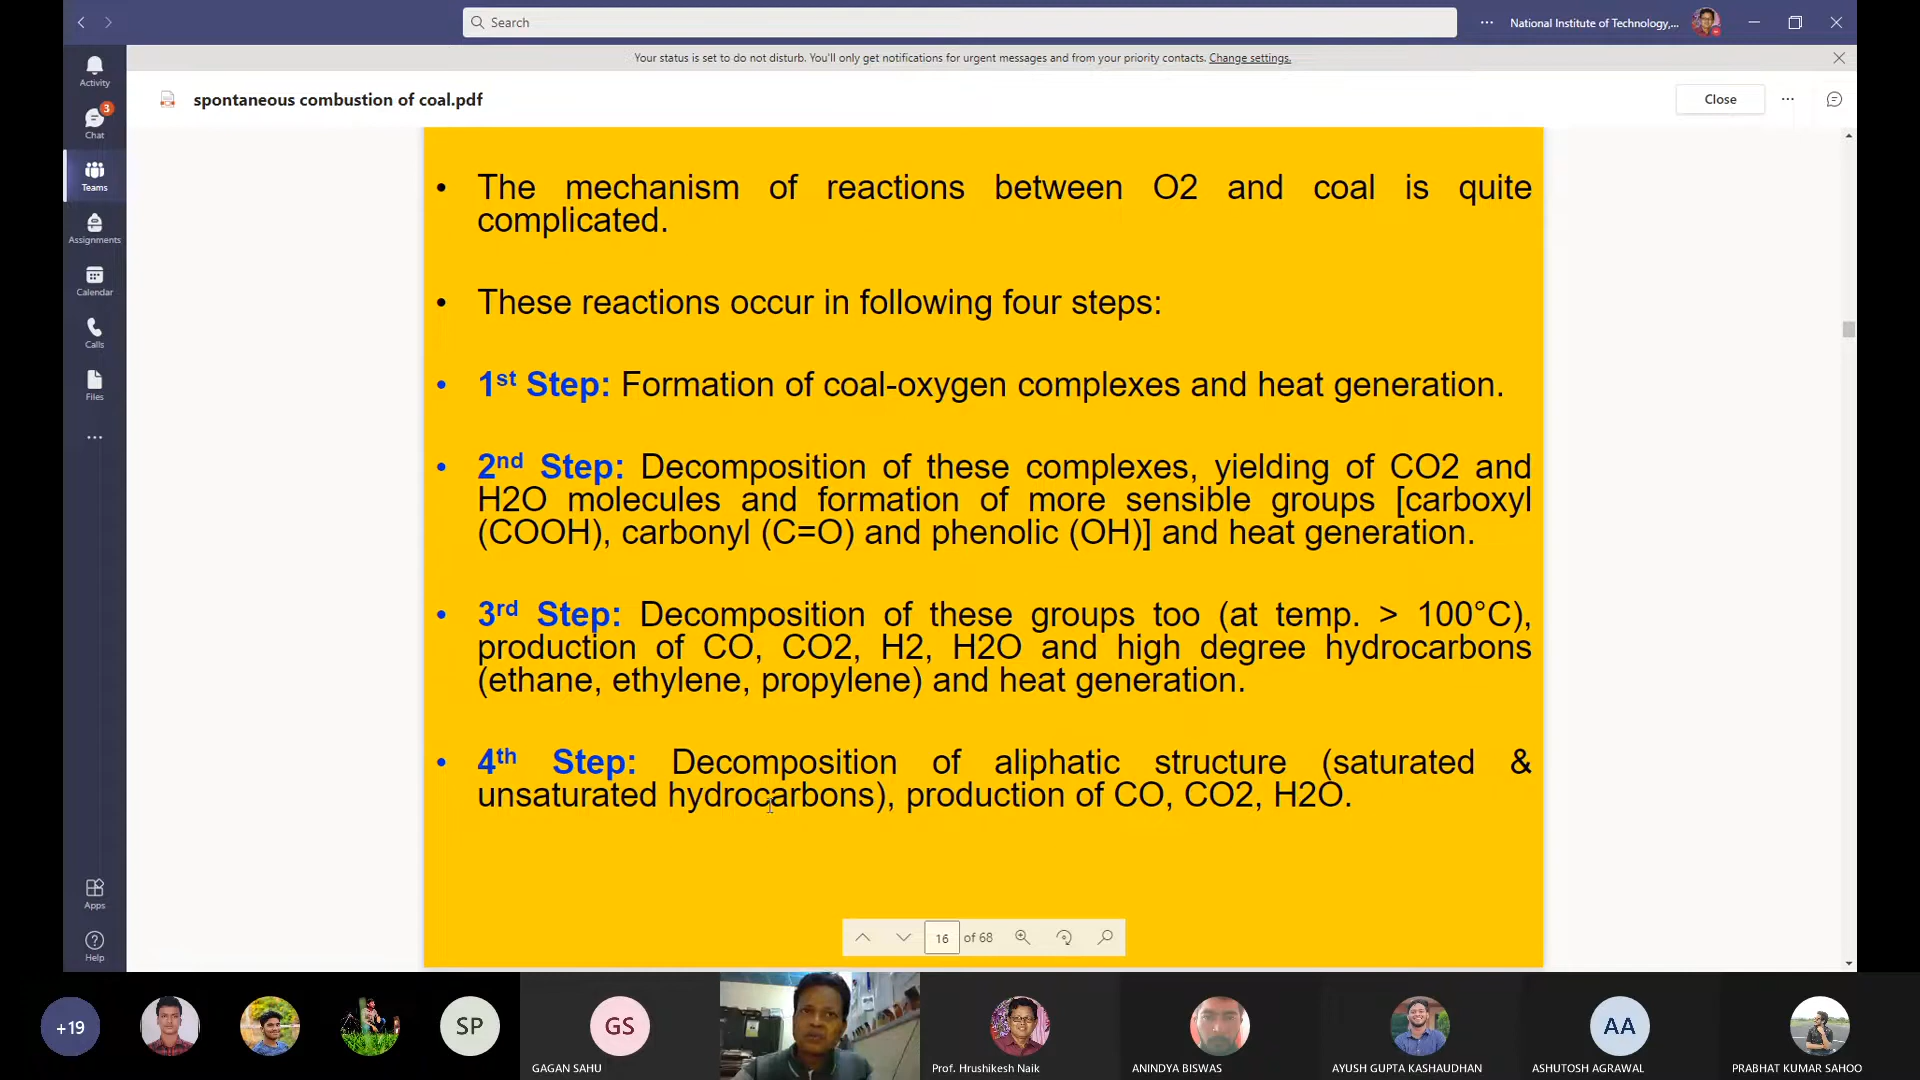 Search
National Institute of Technology,...
Your status is set to do not disturb. You'll only get notifications for urgent messages and from your priority contacts. Change settings.
Activity
3
Chat
Teams
Assignments
Calendar
Calls
Files
Apps
Help
spontaneous combustion of coal.pdf
Close
• The mechanism of reactions between O2 and coal is quite
complicated.
• These reactions occur in following four steps:
• 1st Step: Formation of coal-oxygen complexes and heat generation.
• 2nd Step: Decomposition of these complexes, yielding of CO2 and
H2O molecules and formation of more sensible groups [carboxyl
(COOH), carbonyl (C=O) and phenolic (OH)] and heat generation.
• 3rd Step: Decomposition of these groups too (at temp. > 100°C),
production of CO, CO2, H2, H2O and high degree hydrocarbons
(ethane, ethylene, propylene) and heat generation.
• 4th Step: Decomposition of aliphatic structure (saturated &
unsaturated hydrocarbons), production of CO, CO2, H2O.
16 of 68
+19
SP
GS
GAGAN SAHU
Prof. Hrushikesh Naik
ANINDYA BISWAS
AYUSH GUPTA KASHAUDHAN
AA
ASHUTOSH AGRAWAL
PRABHAT KUMAR SAHOO